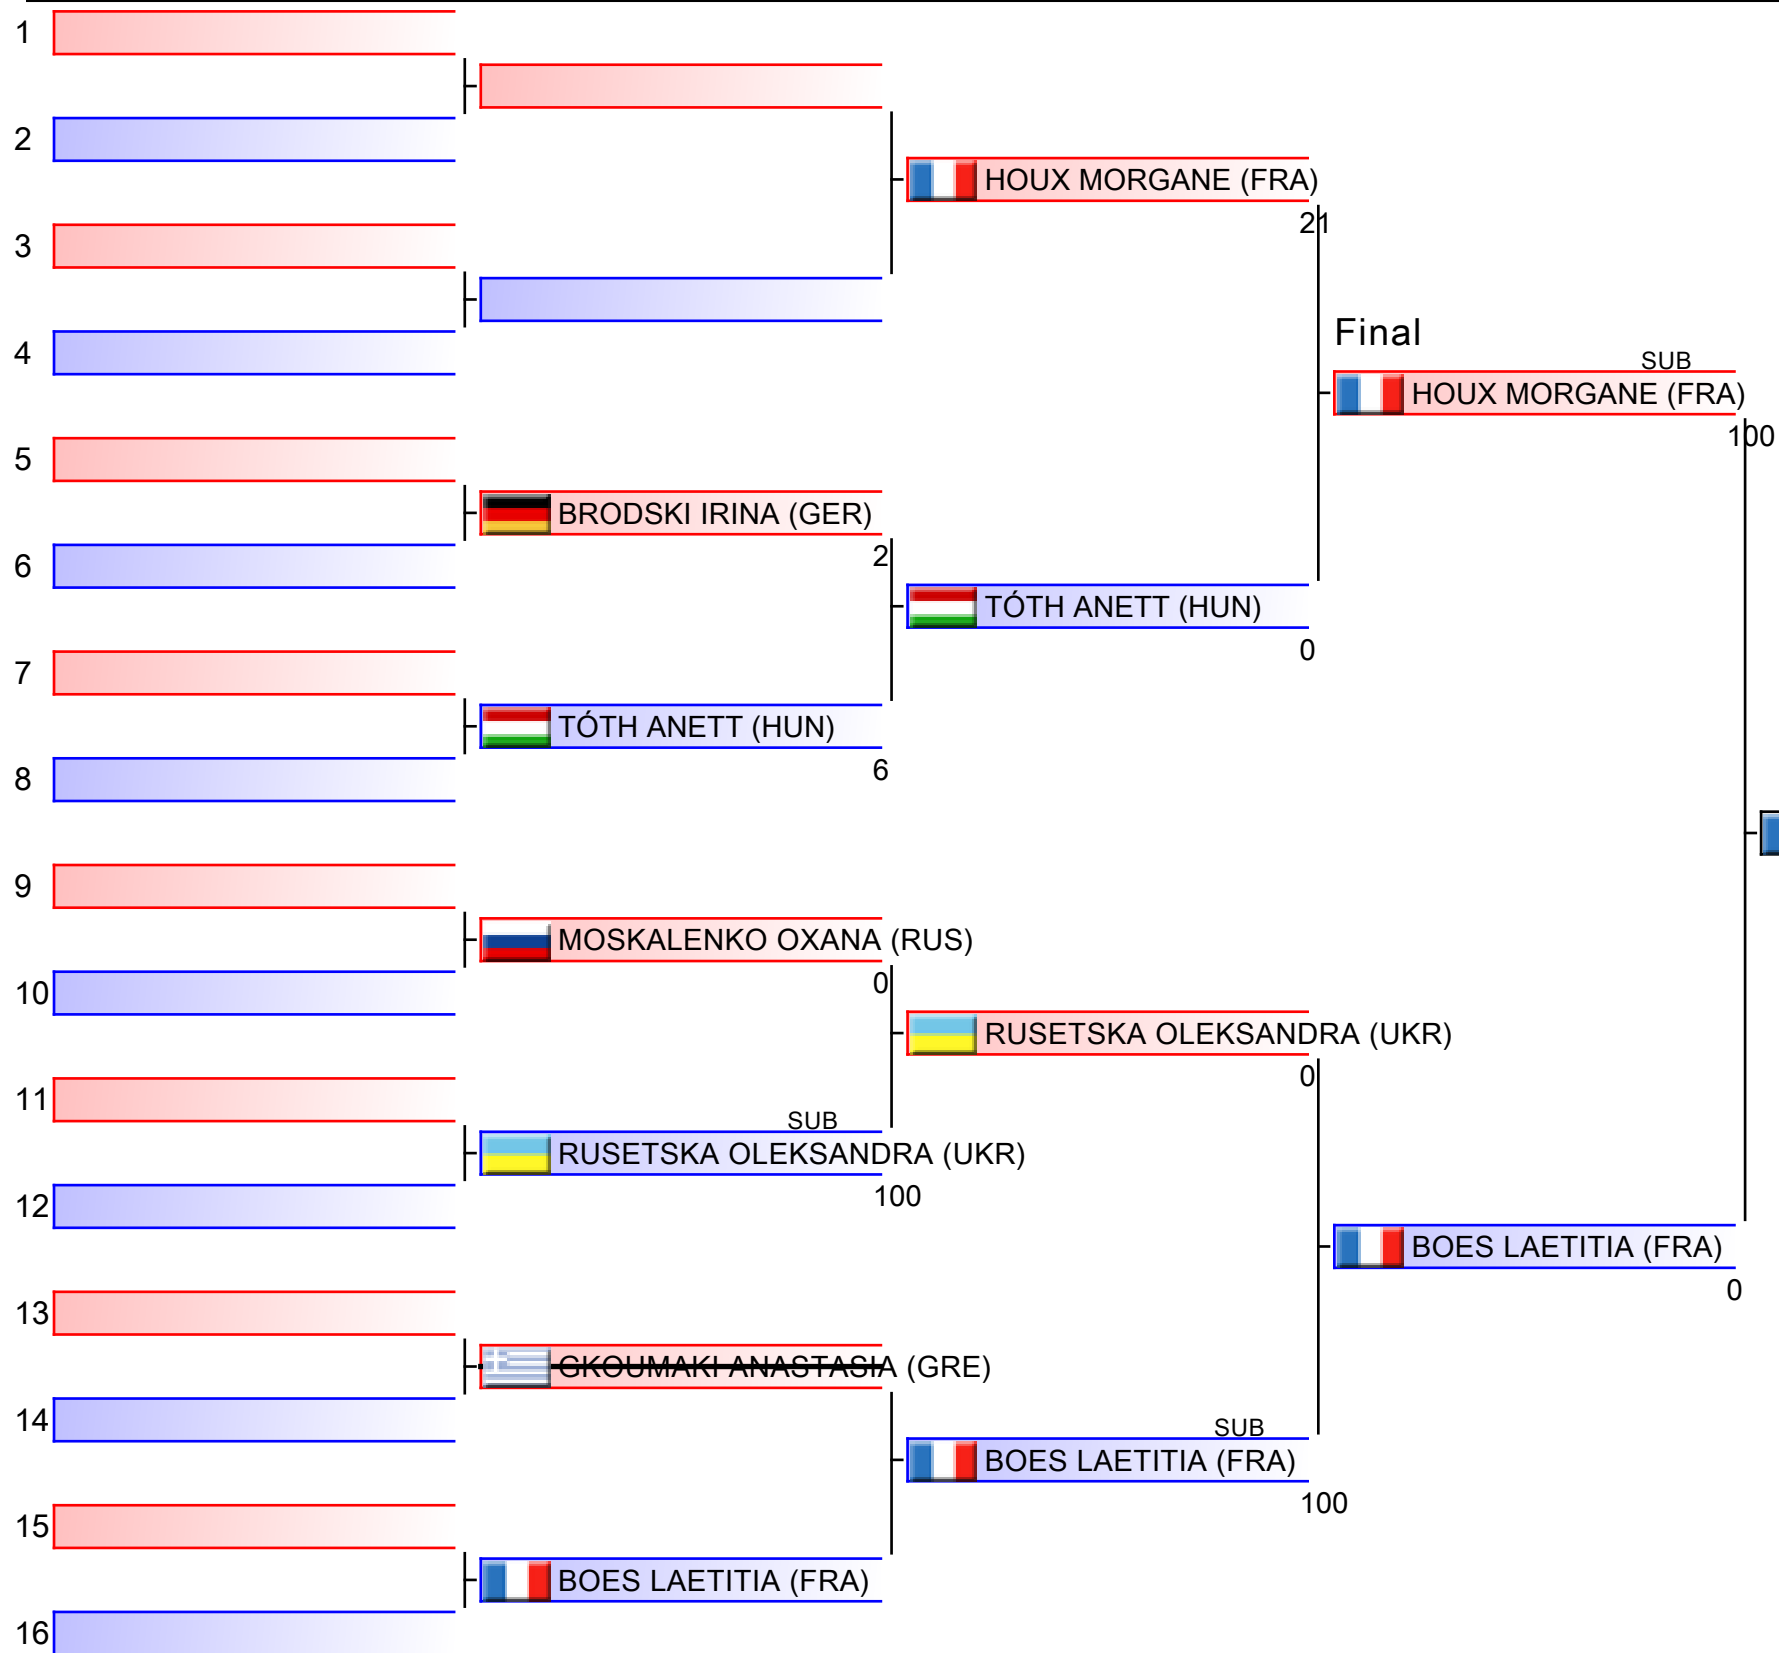 1
2
HOUX MORGANE (FRA)
21
3
Final
4
SUB
HOUX MORGANE (FRA)
100
5
BRODSKI IRINA (GER)
2
6
TÓTH ANETT (HUN)
0
7
TÓTH ANETT (HUN)
6
8
9
MOSKALENKO OXANA (RUS)
0
10
RUSETSKA OLEKSANDRA (UKR)
0
11
SUB
RUSETSKA OLEKSANDRA (UKR)
100
12
BOES LAETITIA (FRA)
0
13
GKOUMAKI ANASTASIA (GRE)
14
SUB
BOES LAETITIA (FRA)
100
15
BOES LAETITIA (FRA)
16